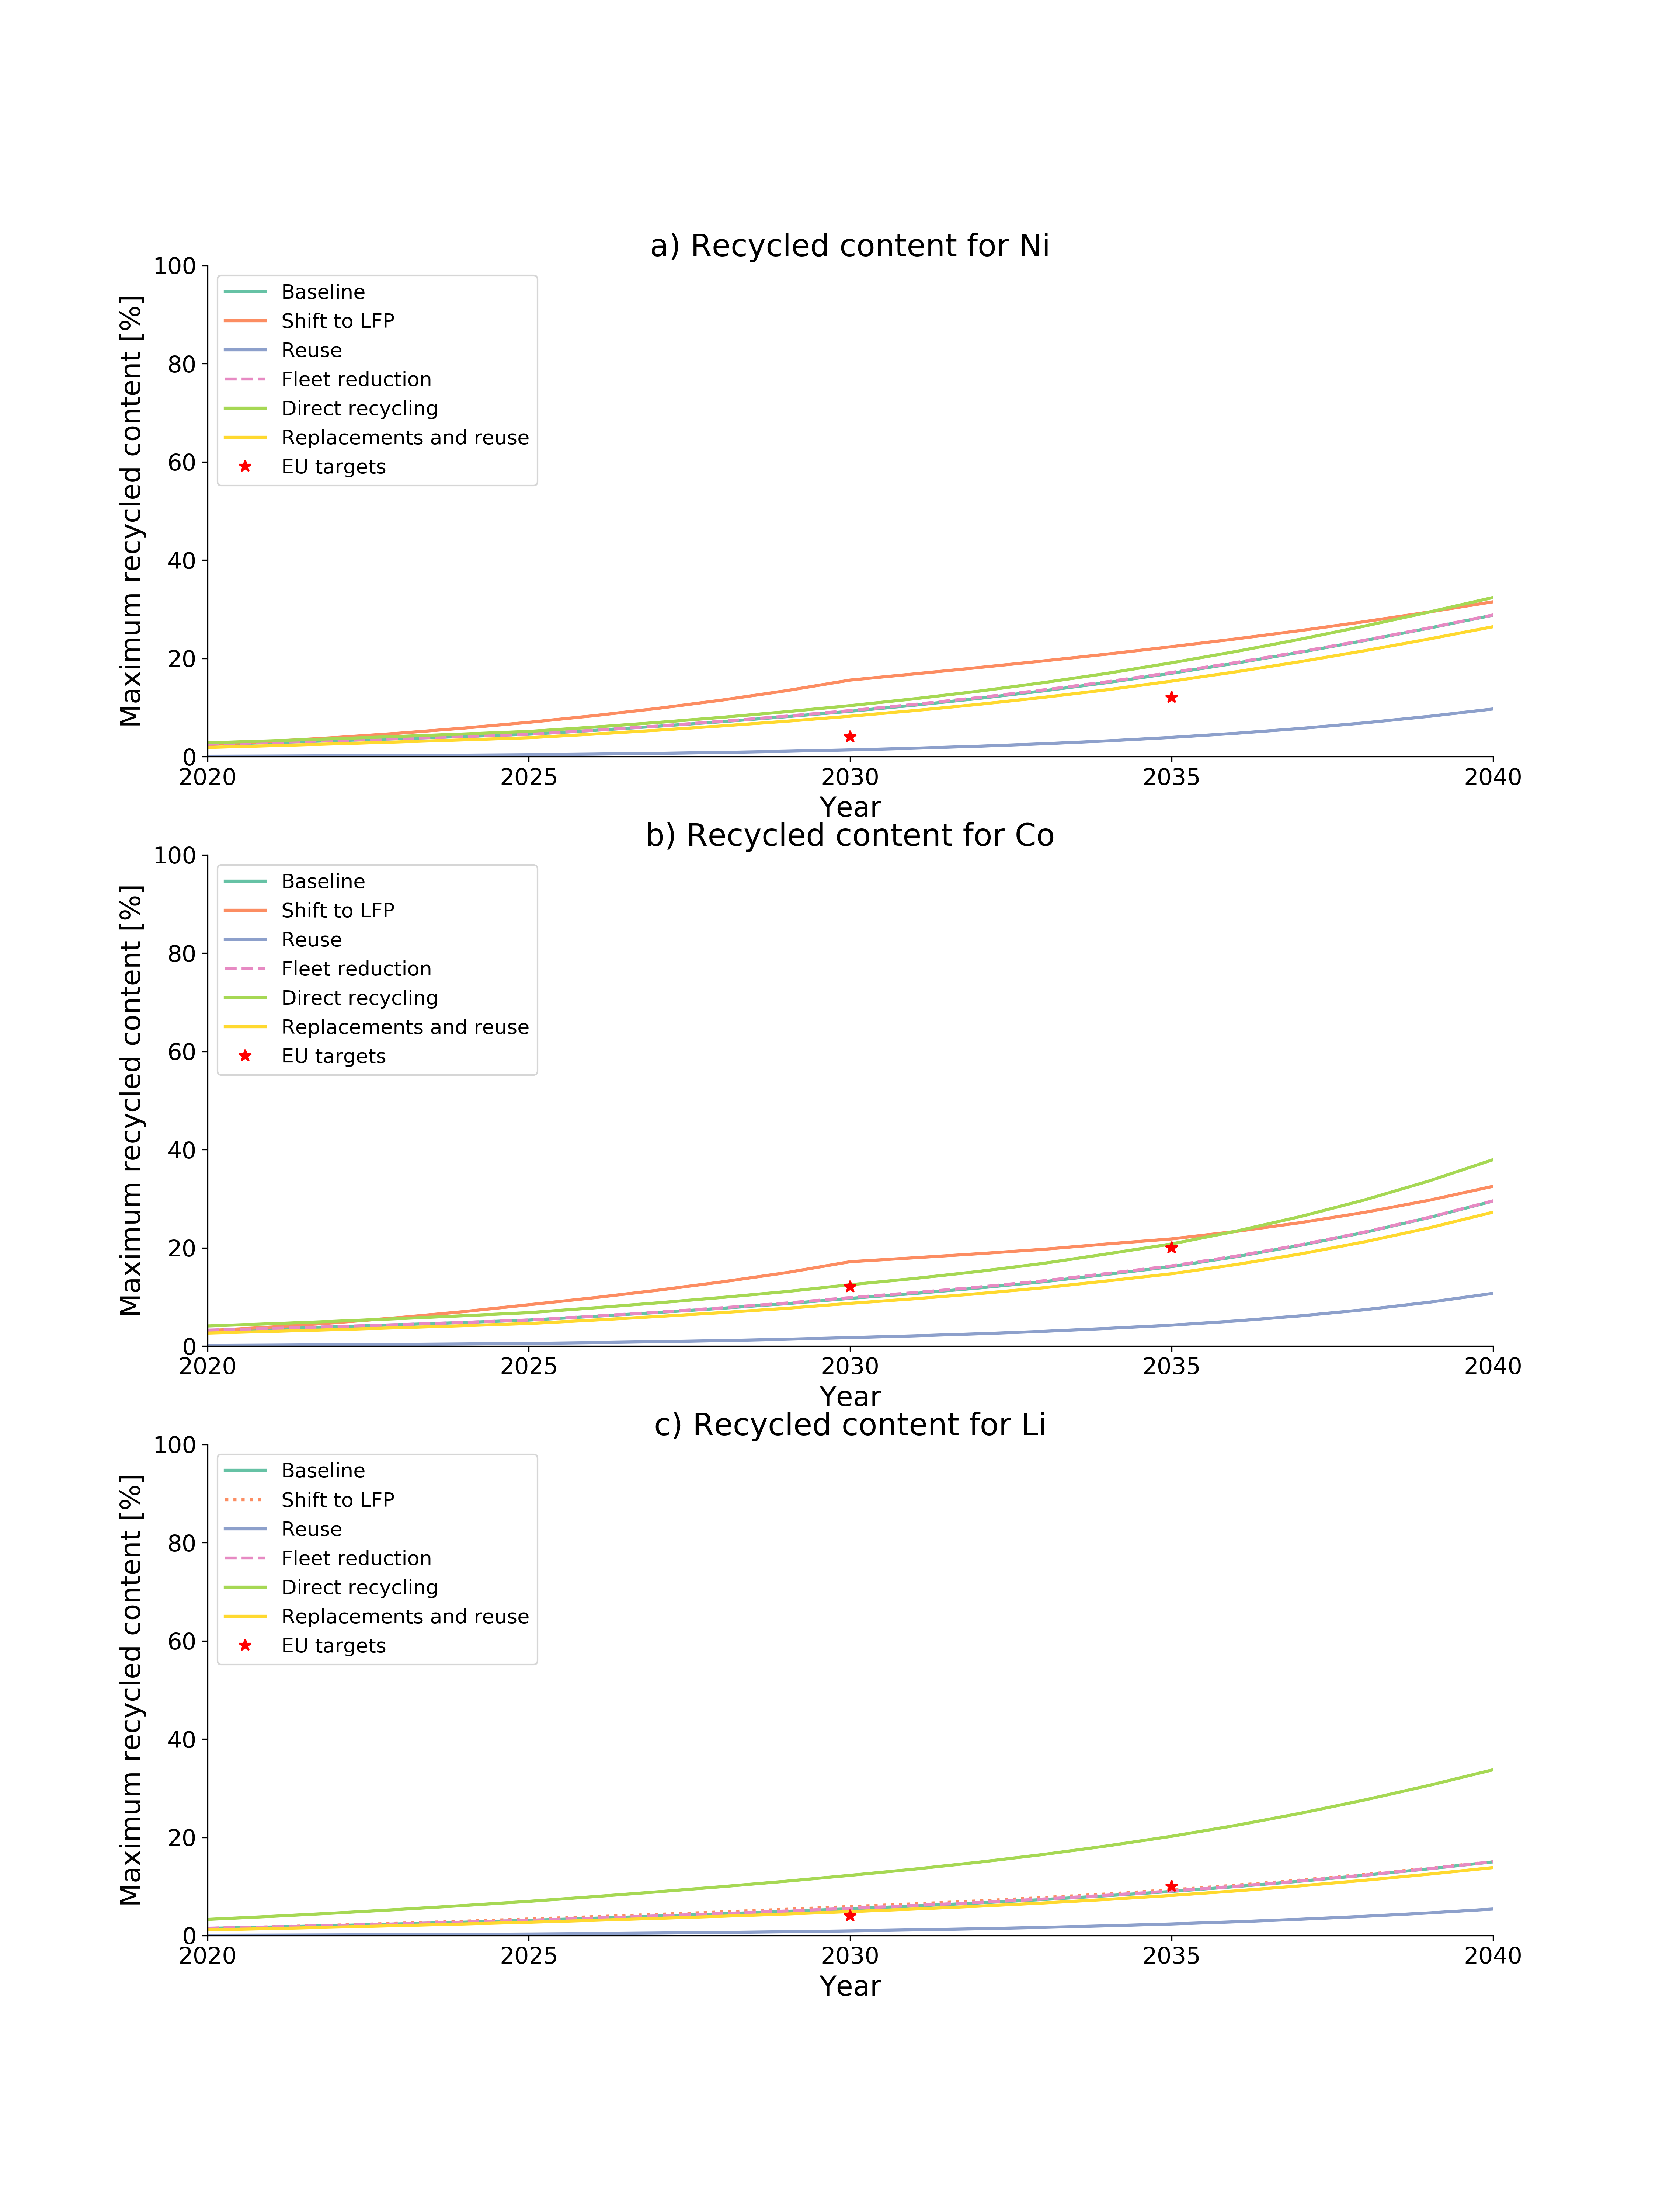 a) Recycled content for Ni
Maximum recycled content [%]
100
80
60
40
20
0
Baseline
Shift to LFP
Reuse
Fleet reduction
Direct recycling
Replacements and reuse
EU targets
2020 2025 2030 2035 2040
Year
b) Recycled content for Co
Maximum recycled content [%]
100
80
60
40
20
0
Baseline
Shift to LFP
Reuse
Fleet reduction
Direct recycling
Replacements and reuse
EU targets
2020 2025 2030 2035 2040
Year
c) Recycled content for Li
Maximum recycled content [%]
100
80
60
40
20
0
Baseline
Shift to LFP
Reuse
Fleet reduction
Direct recycling
Replacements and reuse
EU targets
2020 2025 2030 2035 2040
Year